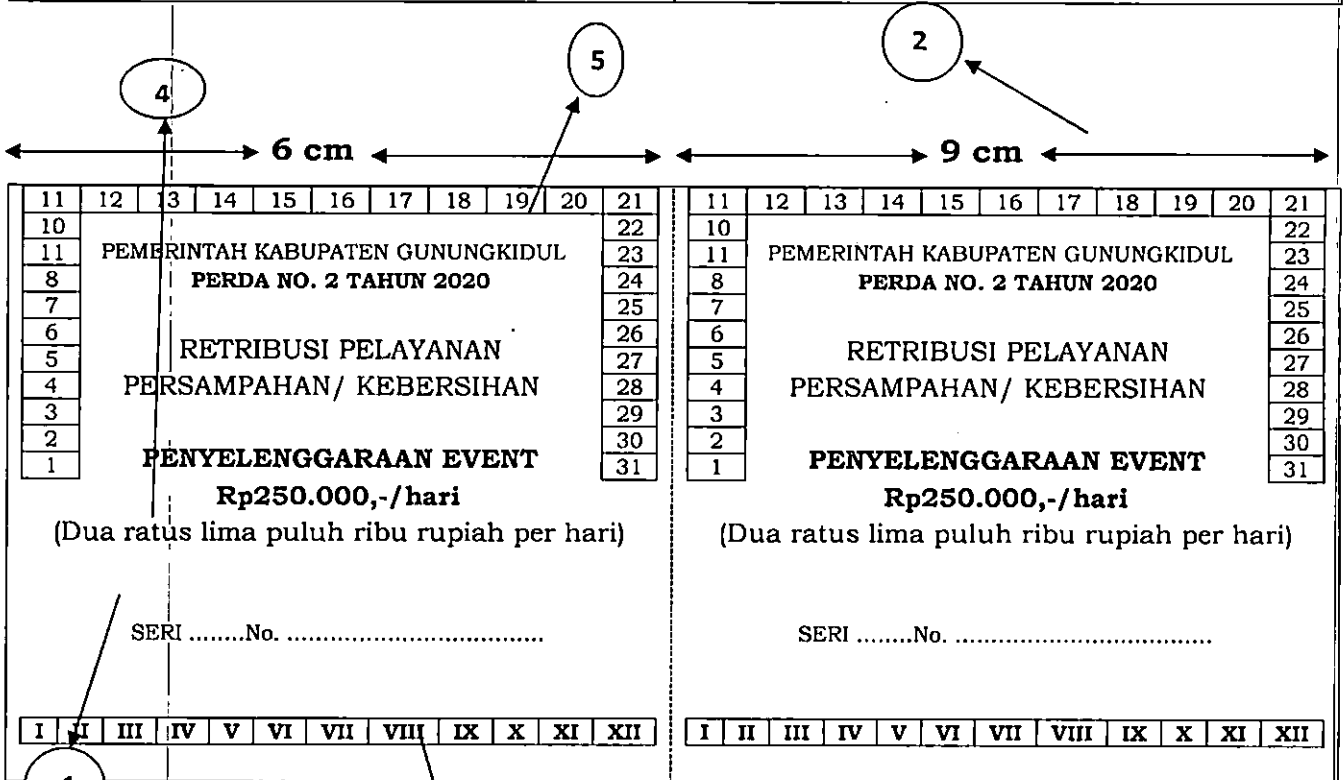 5 2
4
6 cm 9 cm
11 12 13 14 15 16 17 18 19 20 21 11 12 13 14 15 16 17 18 19 20 21
10 22 10 22
11 PEMERINTAH KABUPATEN GUNUNGKIDUL 23 11 PEMERINTAH KABUPATEN GUNUNGKIDUL 23
8 PERDA NO. 2 TAHUN 2020 24 8 PERDA NO. 2 TAHUN 2020 24
7 25 7 25
6 26 6 26
5 RETRIBUSI PELAYANAN 27 5 RETRIBUSI PELAYANAN 27
4 PERSAMPAHAN/ KEBERSIHAN 28 4 PERSAMPAHAN/ KEBERSIHAN 28
3 29 3 29
2 30 2 30
1 PENYELENGGARAAN EVENT 31 1 PENYELENGGARAAN EVENT 31
Rp250.000,-/hari Rp250.000,-/hari
(Dua ratus lima puluh ribu rupiah per hari) (Dua ratus lima puluh ribu rupiah per hari)
SERI ........No. .................................. SERI ........No. ..................................
I II III IV V VI VII VIII IX X XI XII I II III IV V VI VII VIII IX X XI XII